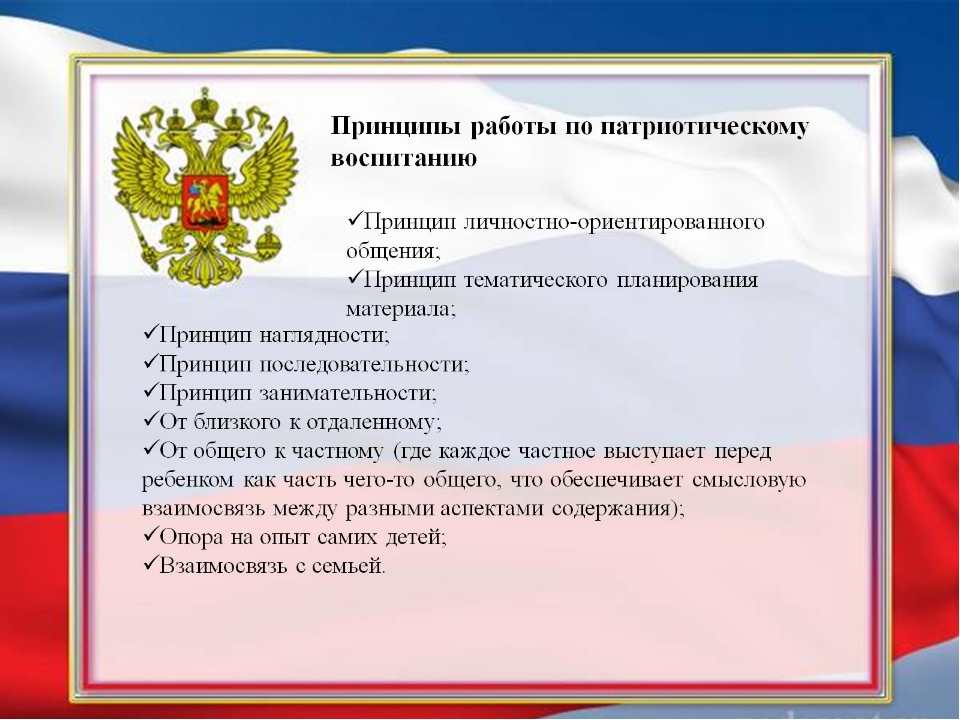 Принципы работы по патриотическому
воспитанию
✓Принцип личностно-ориентированного
общения;
✓Принцип тематического планирования
материала;
✓Принцип наглядности;
✓Принцип последовательности;
✓Принцип занимательности;
✓От близкого к отдаленному;
✓От общего к частному (где каждое частное выступает перед
ребенком как часть чего-то общего, что обеспечивает смысловую
взаимосвязь между разными аспектами содержания);
✓Опора на опыт самих детей;
✓Взаимосвязь с семьей.